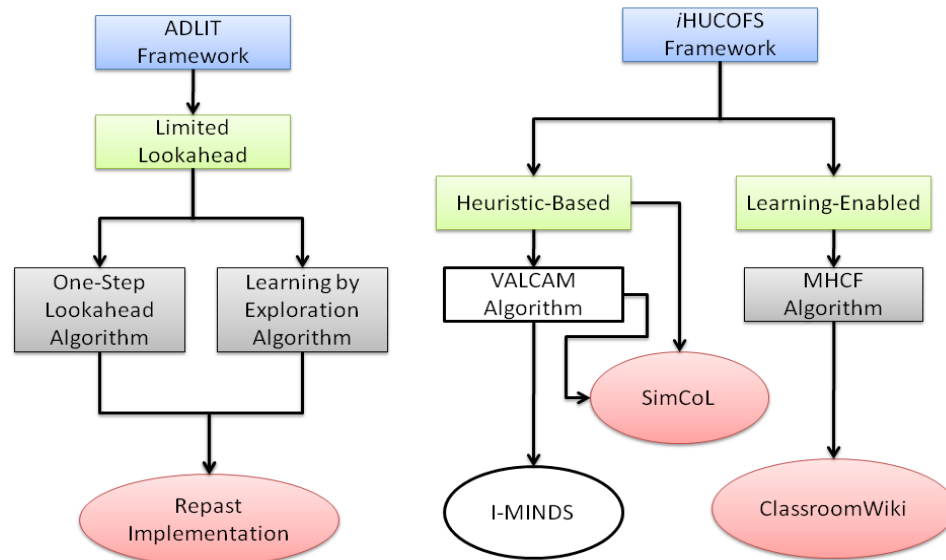 ADLIT
Framework
Limited
Lookahead
One-Step
Lookahead
Algorithm
Learning by
Exploration
Algorithm
Repast
Implementation
iHUCOFS
Framework
Heuristic-Based
Learning-Enabled
VALCAM
Algorithm
MHCF
Algorithm
SimCoL
I-MINDS
ClassroomWiki